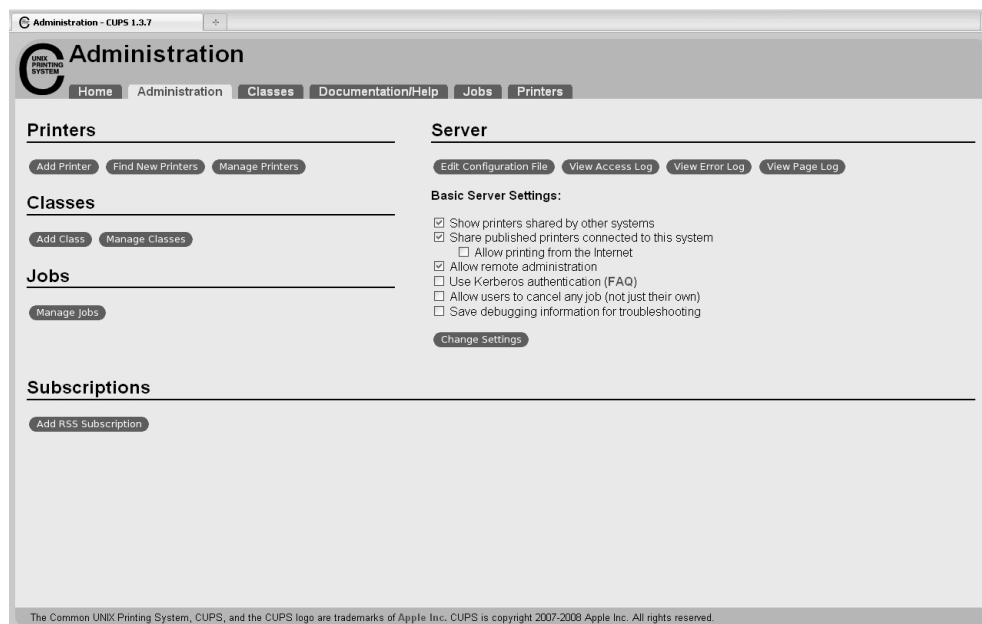 Administration - CUPS 1.3.7
UNIX
PRINTING
SYSTEM
Administration
Home Administration Classes Documentation/Help Jobs Printers
Printers
Add Printer Find New Printers Manage Printers
Classes
Add Class Manage Classes
Jobs
Manage Jobs
Server
Edit Configuration File View Access Log View Error Log View Page Log
Basic Server Settings:
Show printers shared by other systems
Share published printers connected to this system
Allow printing from the Internet
Allow remote administration
Use Kerberos authentication (FAQ)
Allow users to cancel any job (not just their own)
Save debugging information for troubleshooting
Change Settings
Subscriptions
Add RSS Subscription
The Common UNIX Printing System, CUPS, and the CUPS logo are trademarks of Apple Inc. CUPS is copyright 2007-2008 Apple Inc. All rights reserved.